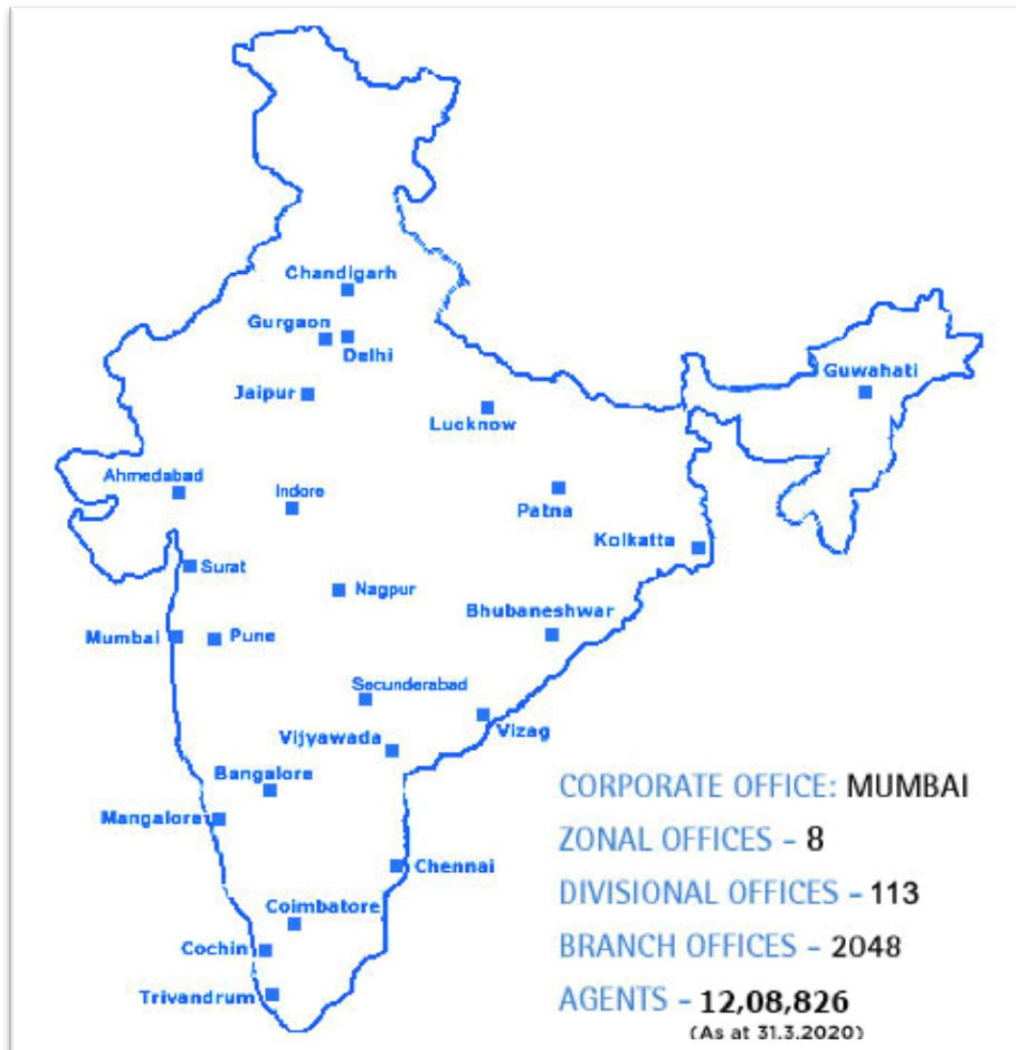 Chandigarh
Gurgaon
Delhi
Jaipur
Lucknow
Guwahati
Ahmedabad
Indore
Patna
Kolkatta
Surat
Nagpur
Bhubaneshwar
Mumbai
Pune
Secunderabad
Vizag
Vijyawada
Bangalore
Mangalore
Chennai
Coimbatore
Cochin
Trivandrum
CORPORATE OFFICE: MUMBAI
ZONAL OFFICES – 8
DIVISIONAL OFFICES – 113
BRANCH OFFICES – 2048
AGENTS – 12,08,826
(As at 31.3.2020)